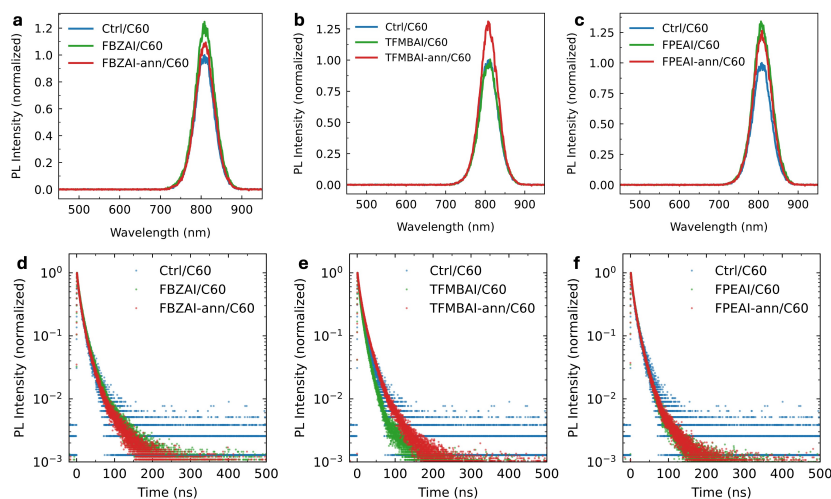 a
Ctrl/C60
FBZAI/C60
FBZAI-ann/C60
PL Intensity (normalized)
1.2
1.0
0.8
0.6
0.4
0.2
0.0
500 600 700 800 900
Wavelength (nm)
b
Ctrl/C60
TFMBAI/C60
TFMBAI-ann/C60
PL Intensity (normalized)
1.25
1.00
0.75
0.50
0.25
0.00
500 600 700 800 900
Wavelength (nm)
c
Ctrl/C60
FPEAI/C60
FPEAI-ann/C60
PL Intensity (normalized)
1.25
1.00
0.75
0.50
0.25
0.00
500 600 700 800 900
Wavelength (nm)
d
Ctrl/C60
FBZAI/C60
FBZAI-ann/C60
PL Intensity (normalized)
10⁰
10⁻¹
10⁻²
10⁻³
0 100 200 300 400 500
Time (ns)
e
Ctrl/C60
TFMBAI/C60
TFMBAI-ann/C60
PL Intensity (normalized)
10⁰
10⁻¹
10⁻²
10⁻³
0 100 200 300 400 500
Time (ns)
f
Ctrl/C60
FPEAI/C60
FPEAI-ann/C60
PL Intensity (normalized)
10⁰
10⁻¹
10⁻²
10⁻³
0 100 200 300 400 500
Time (ns)